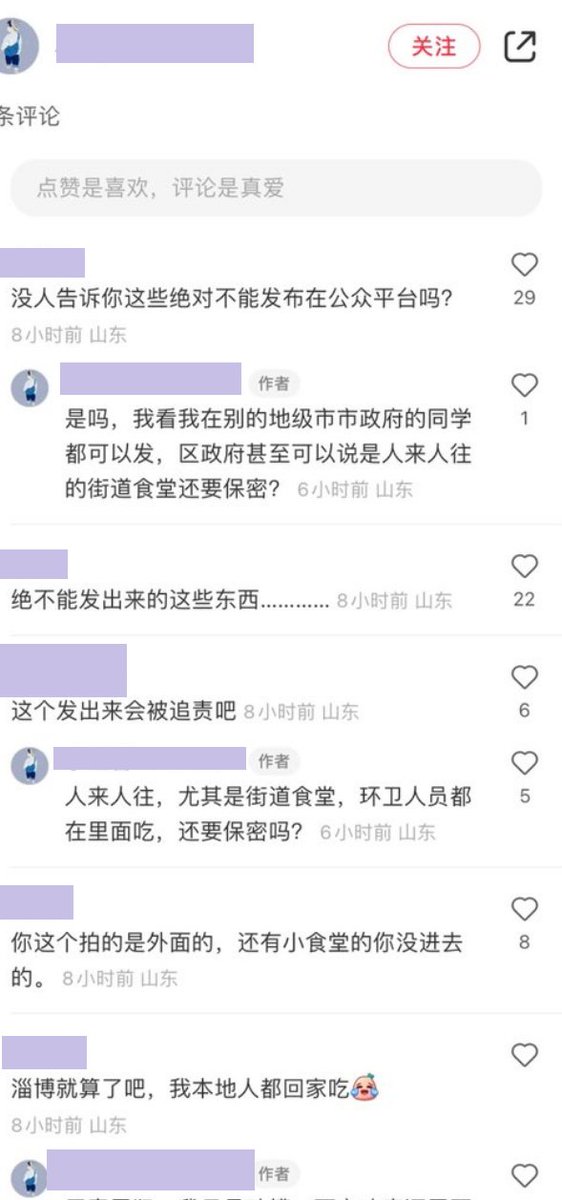 关注
条评论
点赞是喜欢，评论是真爱
没人告诉你这些绝对不能发布在公众平台吗?
29
8小时前 山东
作者
是吗，我看我在别的地级市市政府的同学
1
都可以发，区政府甚至可以说是人来人往
的街道食堂还要保密? 6小时前 山东
绝不能发出来的这些东西………… 8小时前 山东
22
这个发出来会被追责吧 8小时前 山东
6
作者
人来人往，尤其是街道食堂，环卫人员都
5
在里面吃，还要保密吗? 6小时前 山东
你这个拍的是外面的，还有小食堂的你没进去
8
的。 8小时前 山东
淄博就算了吧，我本地人都回家吃
8小时前 山东
作者